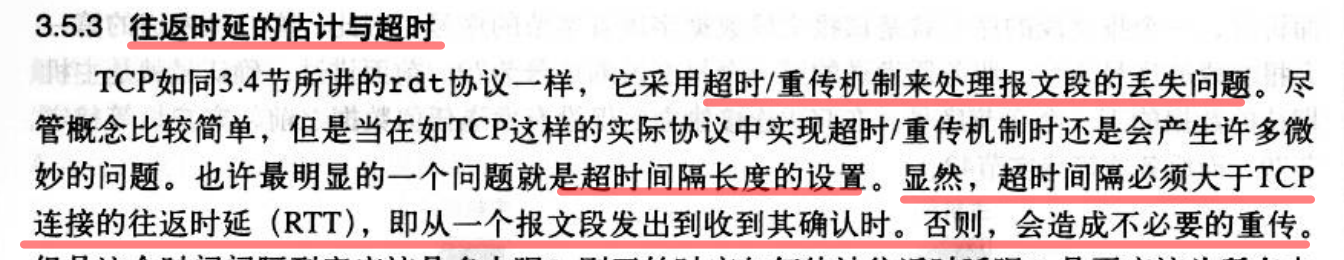 3.5.3 往返时延的估计与超时
TCP如同3.4节所讲的rdt协议一样，它采用超时/重传机制来处理报文段的丢失问题。尽
管概念比较简单，但是当在如TCP这样的实际协议中实现超时/重传机制时还是会产生许多微
妙的问题。也许最明显的一个问题就是超时间隔长度的设置。显然，超时间隔必须大于TCP
连接的往返时延（RTT），即从一个报文段发出到收到其确认时。否则，会造成不必要的重传。